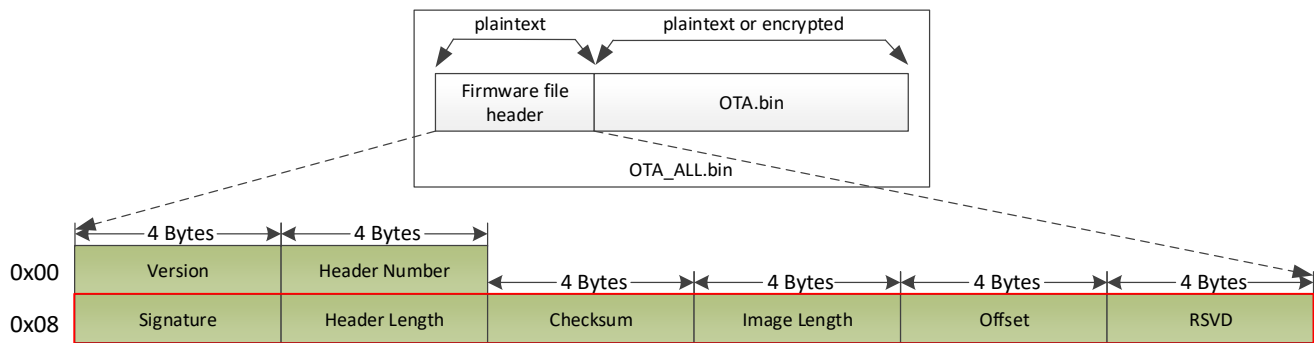 plaintext plaintext or encrypted
Firmware file
header
OTA.bin
OTA_ALL.bin
4 Bytes 4 Bytes
0x00 Version Header Number
4 Bytes 4 Bytes 4 Bytes 4 Bytes
0x08 Signature Header Length Checksum Image Length Offset RSVD